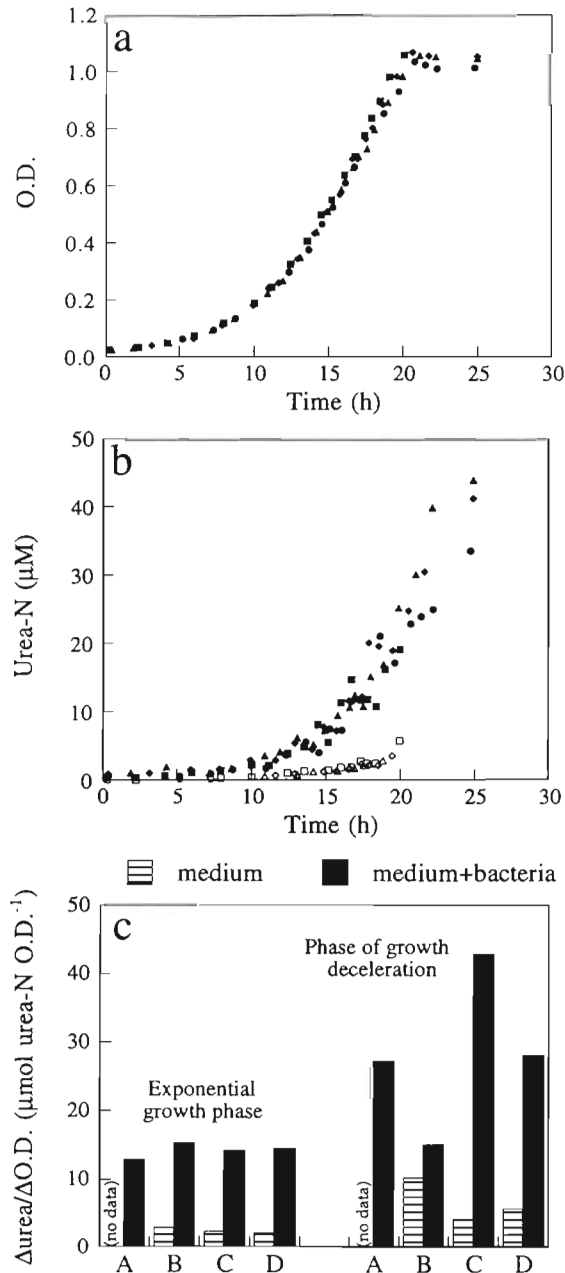 a
1.2
1.0
0.8
0.6
0.4
0.2
0.0
O.D.
0 5 10 15 20 25 30
Time (h)
b
50
40
30
20
10
0
Urea-N (μM)
0 5 10 15 20 25 30
Time (h)
medium medium+bacteria
c
50
40
30
20
10
0
Δurea/ΔO.D. (μmol urea-N O.D.⁻¹)
Phase of growth
deceleration
Exponential
growth phase
(no data) (no data)
A B C D A B C D